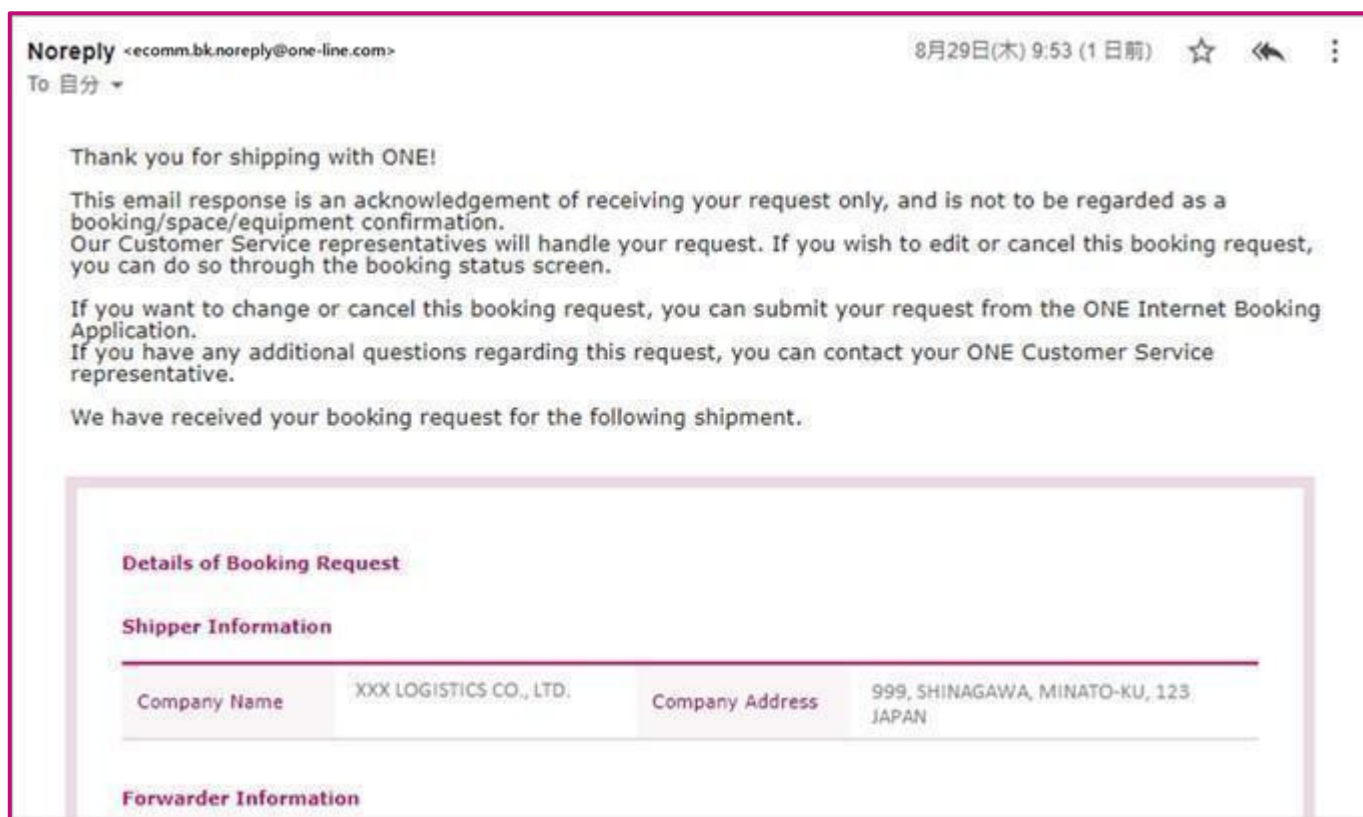 Noreply <ecomm.bk.noreply@one-line.com>
8月29日(木) 9:53 (1 日前)
To 自分
Thank you for shipping with ONE!
This email response is an acknowledgement of receiving your request only, and is not to be regarded as a
booking/space/equipment confirmation.
Our Customer Service representatives will handle your request. If you wish to edit or cancel this booking request,
you can do so through the booking status screen.
If you want to change or cancel this booking request, you can submit your request from the ONE Internet Booking
Application.
If you have any additional questions regarding this request, you can contact your ONE Customer Service
representative.
We have received your booking request for the following shipment.
Details of Booking Request
Shipper Information
Company Name
XXX LOGISTICS CO., LTD.
Company Address
999, SHINAGAWA, MINATO-KU, 123
JAPAN
Forwarder Information